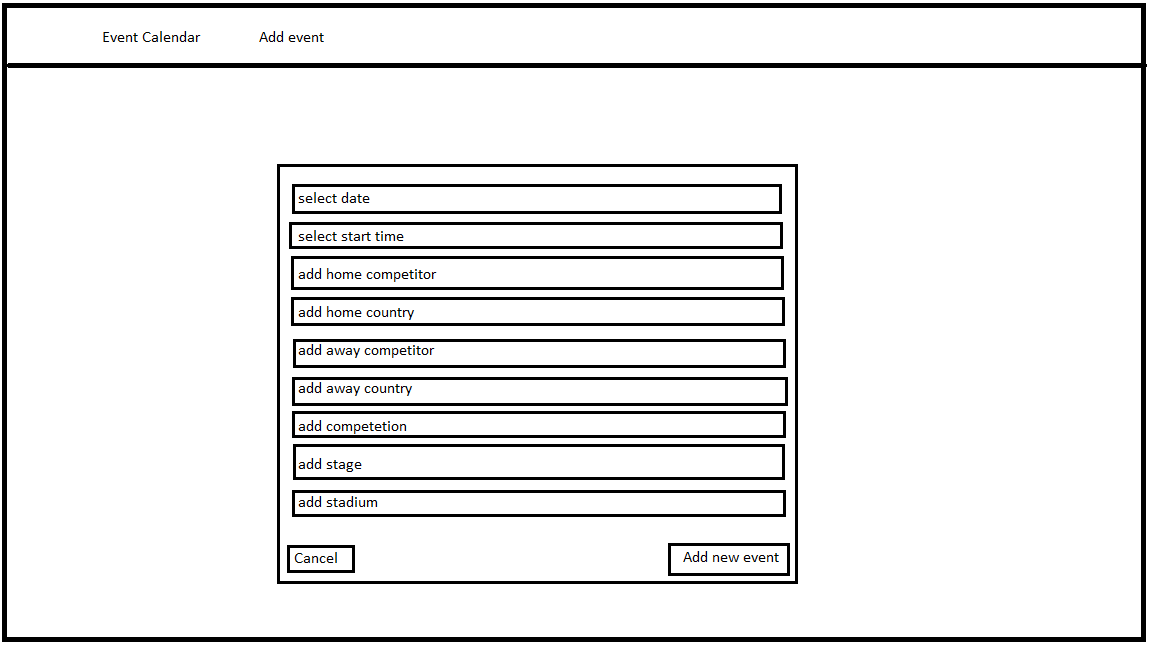 Event Calendar Add event
select date
select start time
add home competitor
add home country
add away competitor
add away country
add competetion
add stage
add stadium
Cancel Add new event